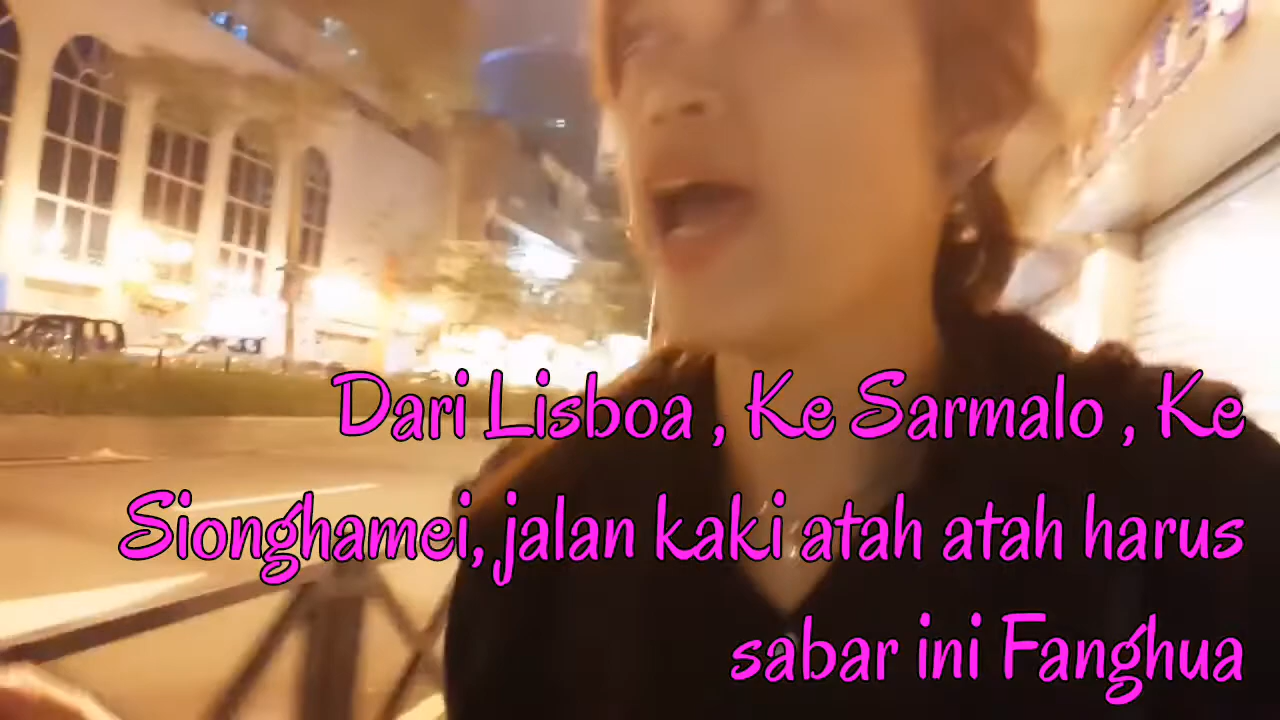 Dari Lisboa , Ke Sarmalo , Ke
Sionghamei, jalan kaki atah atah harus
sabar ini Fanghua